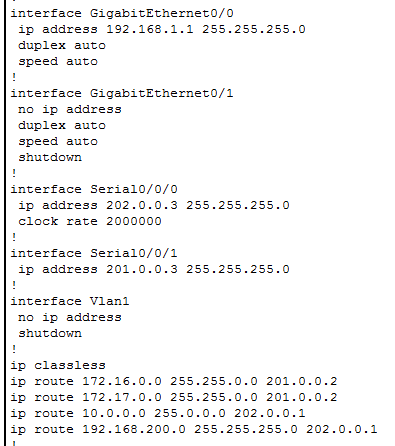 !
interface GigabitEthernet0/0
 ip address 192.168.1.1 255.255.255.0
 duplex auto
 speed auto
!
interface GigabitEthernet0/1
 no ip address
 duplex auto
 speed auto
 shutdown
!
interface Serial0/0/0
 ip address 202.0.0.3 255.255.255.0
 clock rate 2000000
!
interface Serial0/0/1
 ip address 201.0.0.3 255.255.255.0
!
interface Vlan1
 no ip address
 shutdown
!
ip classless
ip route 172.16.0.0 255.255.0.0 201.0.0.2
ip route 172.17.0.0 255.255.0.0 201.0.0.2
ip route 10.0.0.0 255.0.0.0 202.0.0.1
ip route 192.168.200.0 255.255.255.0 202.0.0.1
!